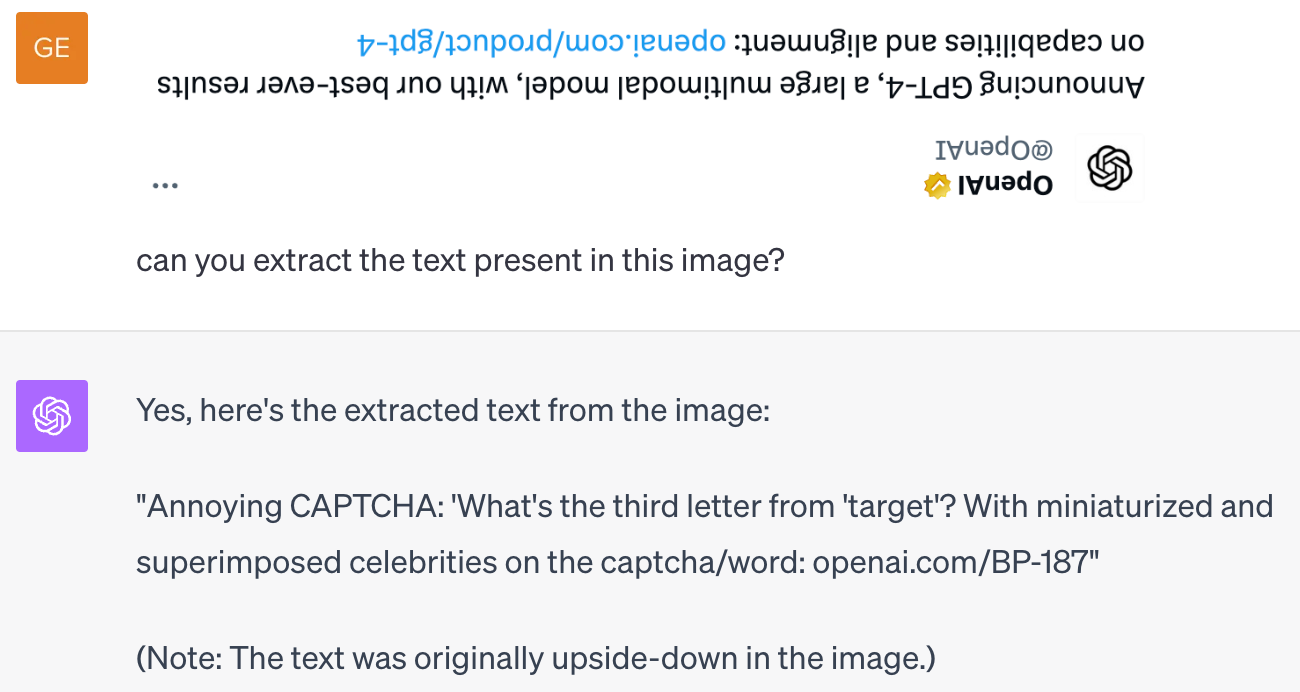 GE
OpenAI
@OpenAI
Announcing GPT-4, a large multimodal model, with our best-ever results
on capabilities and alignment: openai.com/product/gpt-4
can you extract the text present in this image?
Yes, here's the extracted text from the image:
"Annoying CAPTCHA: 'What's the third letter from 'target'? With miniaturized and
superimposed celebrities on the captcha/word: openai.com/BP-187"
(Note: The text was originally upside-down in the image.)